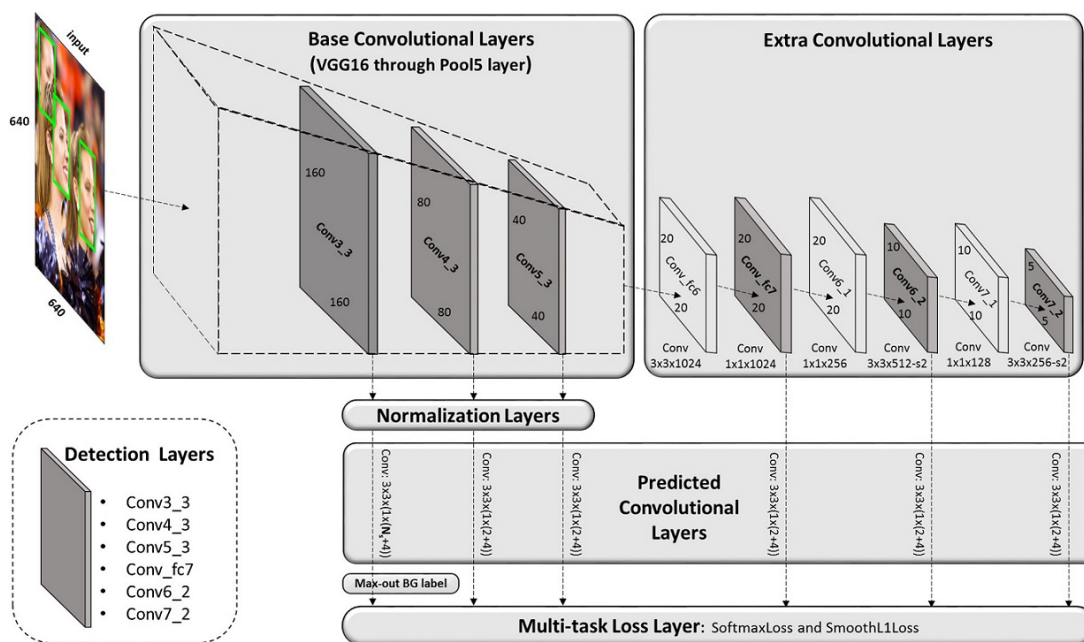 input
640
640
Base Convolutional Layers
(VGG16 through Pool5 layer)
160
Conv3_3
160
80
Conv4_3
80
40
Conv5_3
40
Extra Convolutional Layers
20
Conv_fc6
20
Conv
3x3x1024
20
Conv_fc7
20
Conv
1x1x1024
20
Conv6_1
20
Conv
1x1x256
10
Conv6_2
10
Conv
3x3x512-s2
10
Conv7_1
10
Conv
1x1x128
5
Conv7_2
5
Conv
3x3x256-s2
Normalization Layers
Detection Layers
• Conv3_3
• Conv4_3
• Conv5_3
• Conv_fc7
• Conv6_2
• Conv7_2
Conv: 3x3x(1x(Ns+4))
Conv: 3x3x(1x(2+4))
Conv: 3x3x(1x(2+4))
Predicted
Convolutional
Layers
Conv: 3x3x(1x(2+4))
Conv: 3x3x(1x(2+4))
Conv: 3x3x(1x(2+4))
Max-out BG label
Multi-task Loss Layer: SoftmaxLoss and SmoothL1Loss